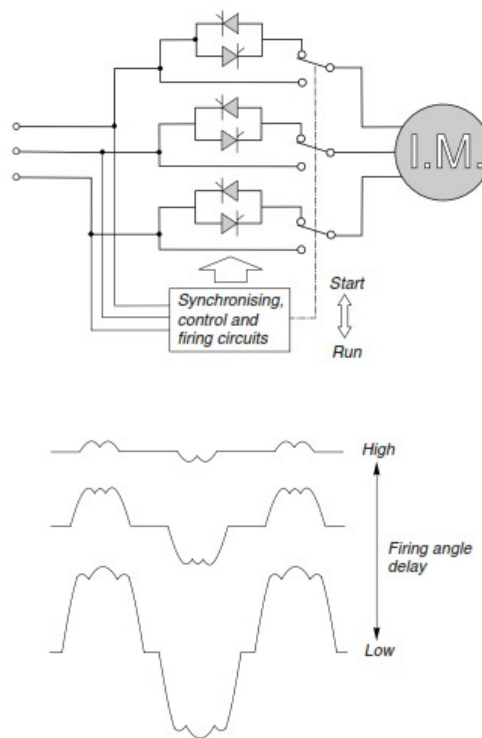 I.M.
Synchronising,
control and
firing circuits
Start
Run
High
Firing angle
delay
Low